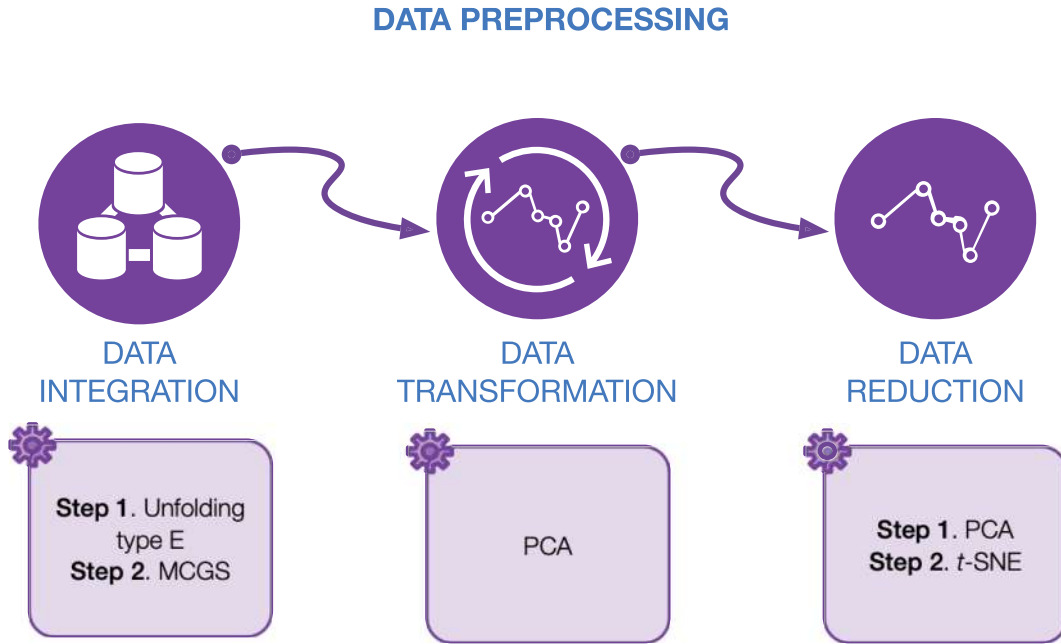 DATA PREPROCESSING
DATA
INTEGRATION
DATA
TRANSFORMATION
DATA
REDUCTION
Step 1. Unfolding
type E
Step 2. MCGS
PCA
Step 1. PCA
Step 2. t-SNE